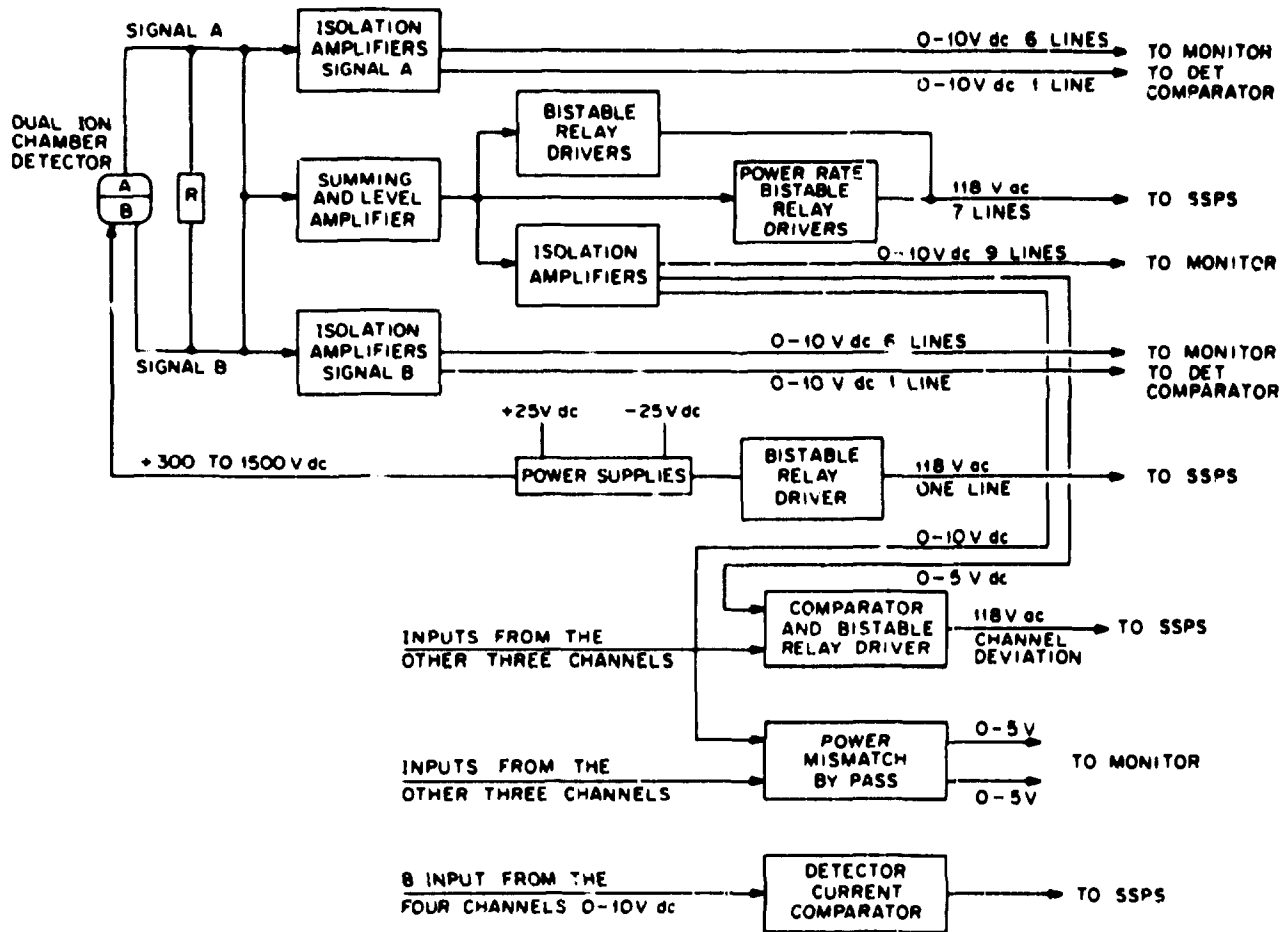 SIGNAL A
ISOLATION
AMPLIFIERS
SIGNAL A
0-10V dc 6 LINES
TO MONITOR
0-10V dc 1 LINE
TO DET
COMPARATOR
DUAL ION
CHAMBER
DETECTOR
A
B
R
BISTABLE
RELAY
DRIVERS
SUMMING
AND LEVEL
AMPLIFIER
POWER RATE
BISTABLE
RELAY
DRIVERS
118 V ac
7 LINES
TO SSPS
ISOLATION
AMPLIFIERS
0-10V dc 9 LINES
TO MONITOR
SIGNAL B
ISOLATION
AMPLIFIERS
SIGNAL B
0-10 V dc 6 LINES
TO MONITOR
0-10 V dc 1 LINE
TO DET
COMPARATOR
+25V dc
-25V dc
+300 TO 1500 V dc
POWER SUPPLIES
BISTABLE
RELAY
DRIVER
118 V ac
ONE LINE
TO SSPS
0-10 V dc
0-5 V dc
INPUTS FROM THE
OTHER THREE CHANNELS
COMPARATOR
AND BISTABLE
RELAY DRIVER
118V ac
CHANNEL
DEVIATION
TO SSPS
INPUTS FROM THE
OTHER THREE CHANNELS
POWER
MISMATCH
BY PASS
0-5 V
0-5V
TO MONITOR
8 INPUT FROM THE
FOUR CHANNELS 0-10V dc
DETECTOR
CURRENT
COMPARATOR
TO SSPS